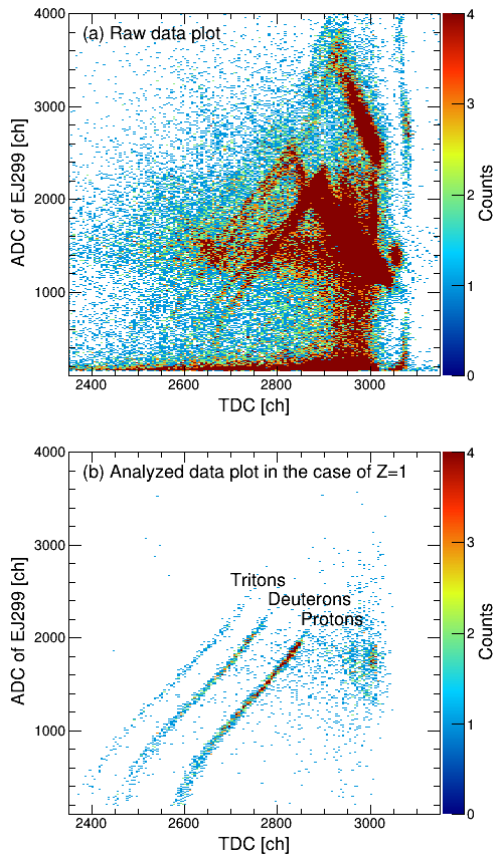 (a) Raw data plot
ADC of EJ299 [ch]
4000
3000
2000
1000
2400 2600 2800 3000
TDC [ch]
4
3
2
1
0
Counts
(b) Analyzed data plot in the case of Z=1
ADC of EJ299 [ch]
4000
3000
2000
1000
Tritons
Deuterons
Protons
2400 2600 2800 3000
TDC [ch]
4
3
2
1
0
Counts